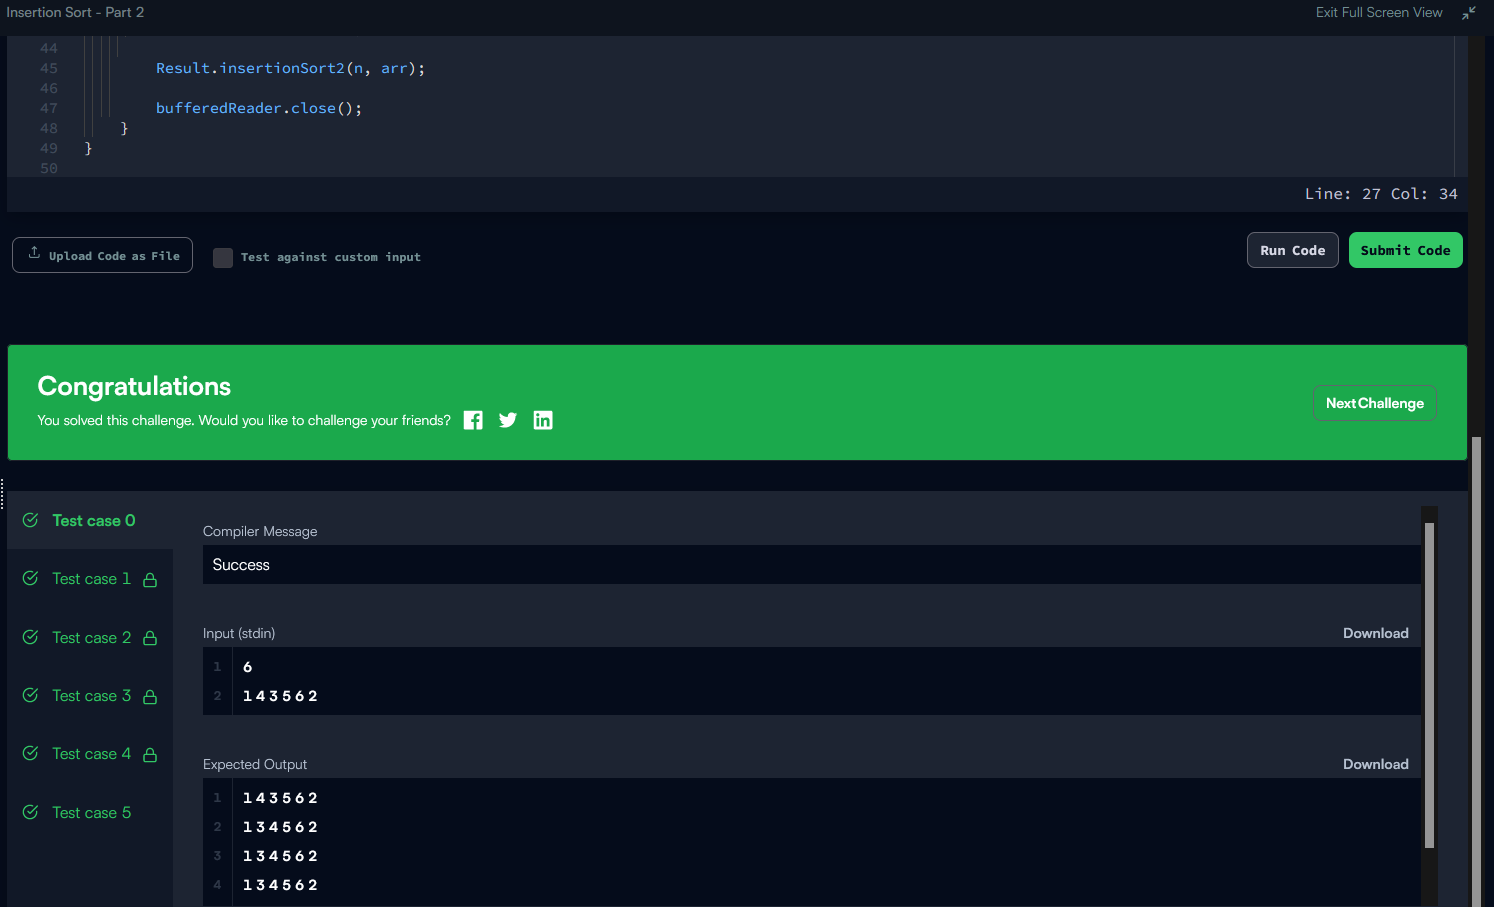 Insertion Sort - Part 2
Exit Full Screen View
44
45 Result.insertionSort2(n, arr);
46
47 bufferedReader.close();
48 }
49 }
50
Line: 27 Col: 34
Upload Code as File
Test against custom input
Run Code
Submit Code
Congratulations
You solved this challenge. Would you like to challenge your friends?
Next Challenge
Test case 0
Test case 1
Test case 2
Test case 3
Test case 4
Test case 5
Compiler Message
Success
Input (stdin)
Download
1 6
2 1 4 3 5 6 2
Expected Output
Download
1 1 4 3 5 6 2
2 1 3 4 5 6 2
3 1 3 4 5 6 2
4 1 3 4 5 6 2